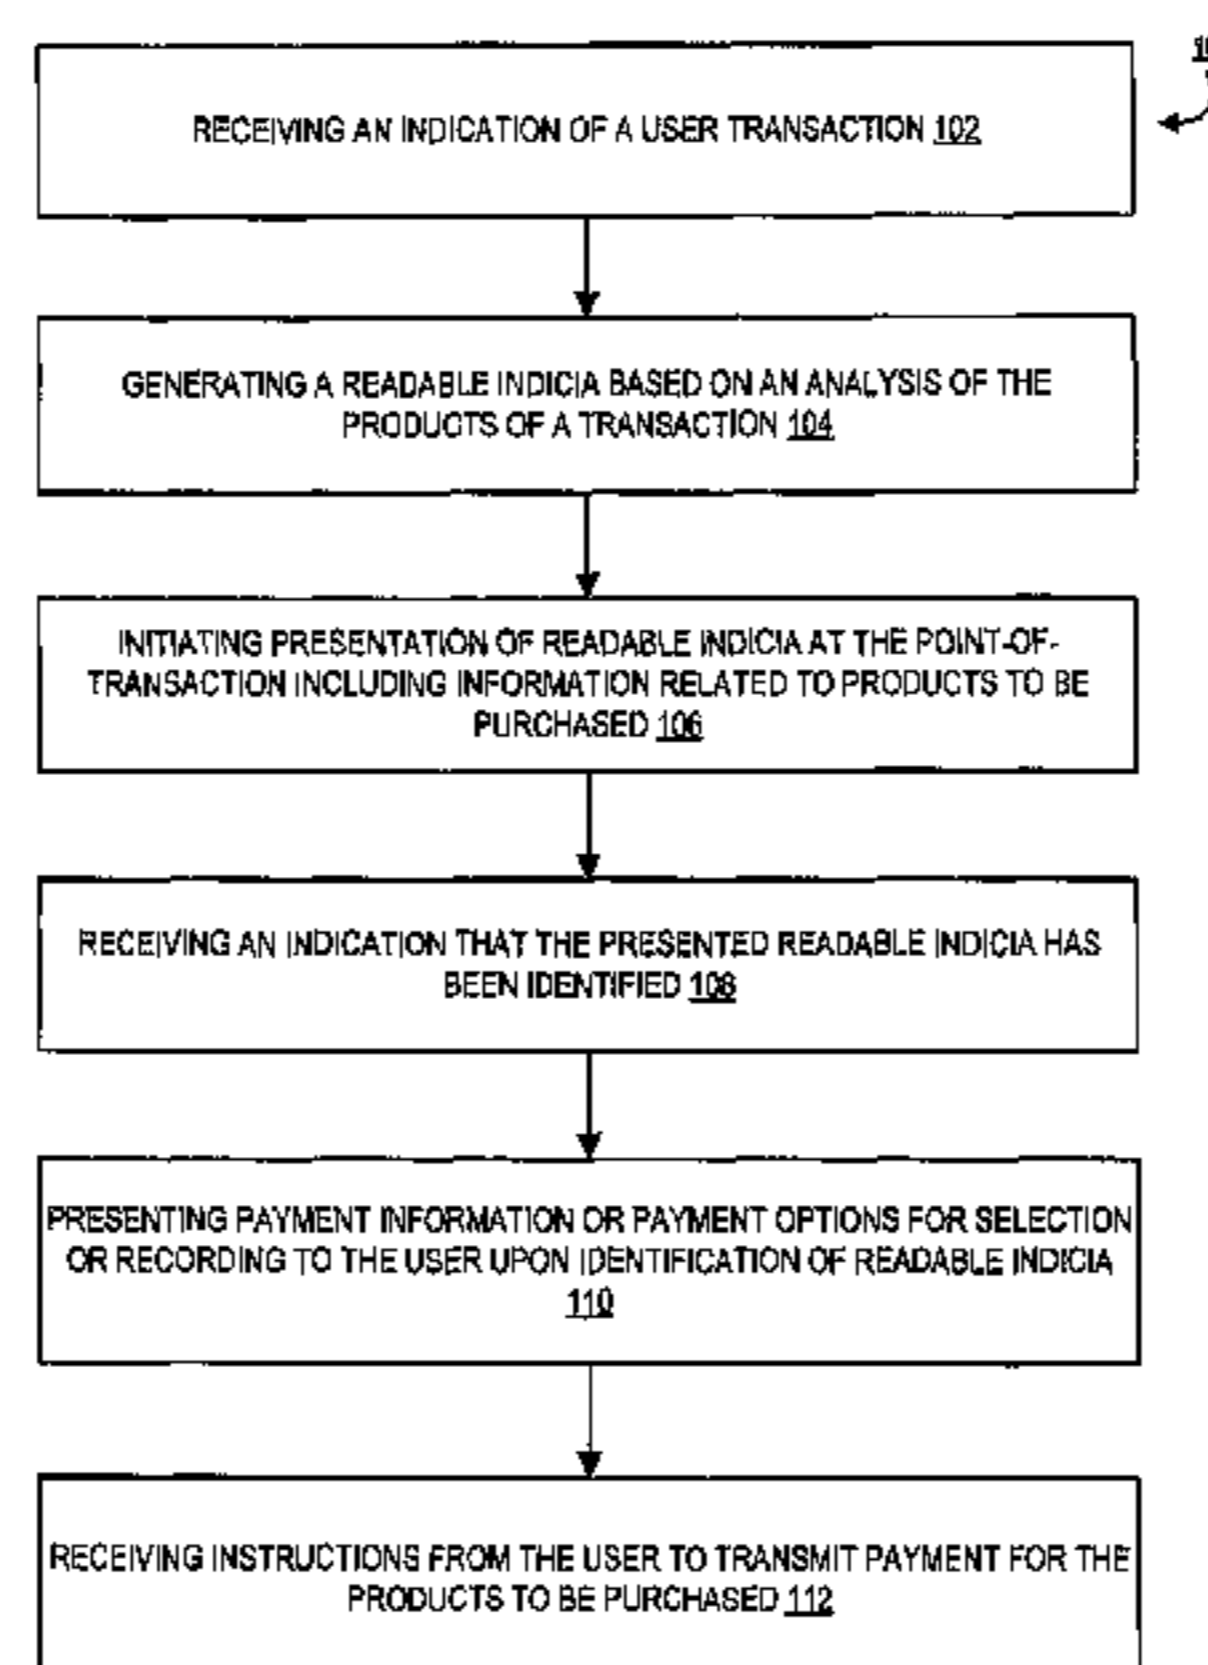 RECEIVING AN INDICATION OF A USER TRANSACTION 102
GENERATING A READABLE INDICIA BASED ON AN ANALYSIS OF THE
PRODUCTS OF A TRANSACTION 104
INITIATING PRESENTATION OF READABLE INDICIA AT THE POINT-OF-
TRANSACTION INCLUDING INFORMATION RELATED TO PRODUCTS TO BE
PURCHASED 106
RECEIVING AN INDICATION THAT THE PRESENTED READABLE INDICIA HAS
BEEN IDENTIFIED 108
PRESENTING PAYMENT INFORMATION OR PAYMENT OPTIONS FOR SELECTION
OR RECORDING TO THE USER UPON IDENTIFICATION OF READABLE INDICIA
110
RECEIVING INSTRUCTIONS FROM THE USER TO TRANSMIT PAYMENT FOR THE
PRODUCTS TO BE PURCHASED 112